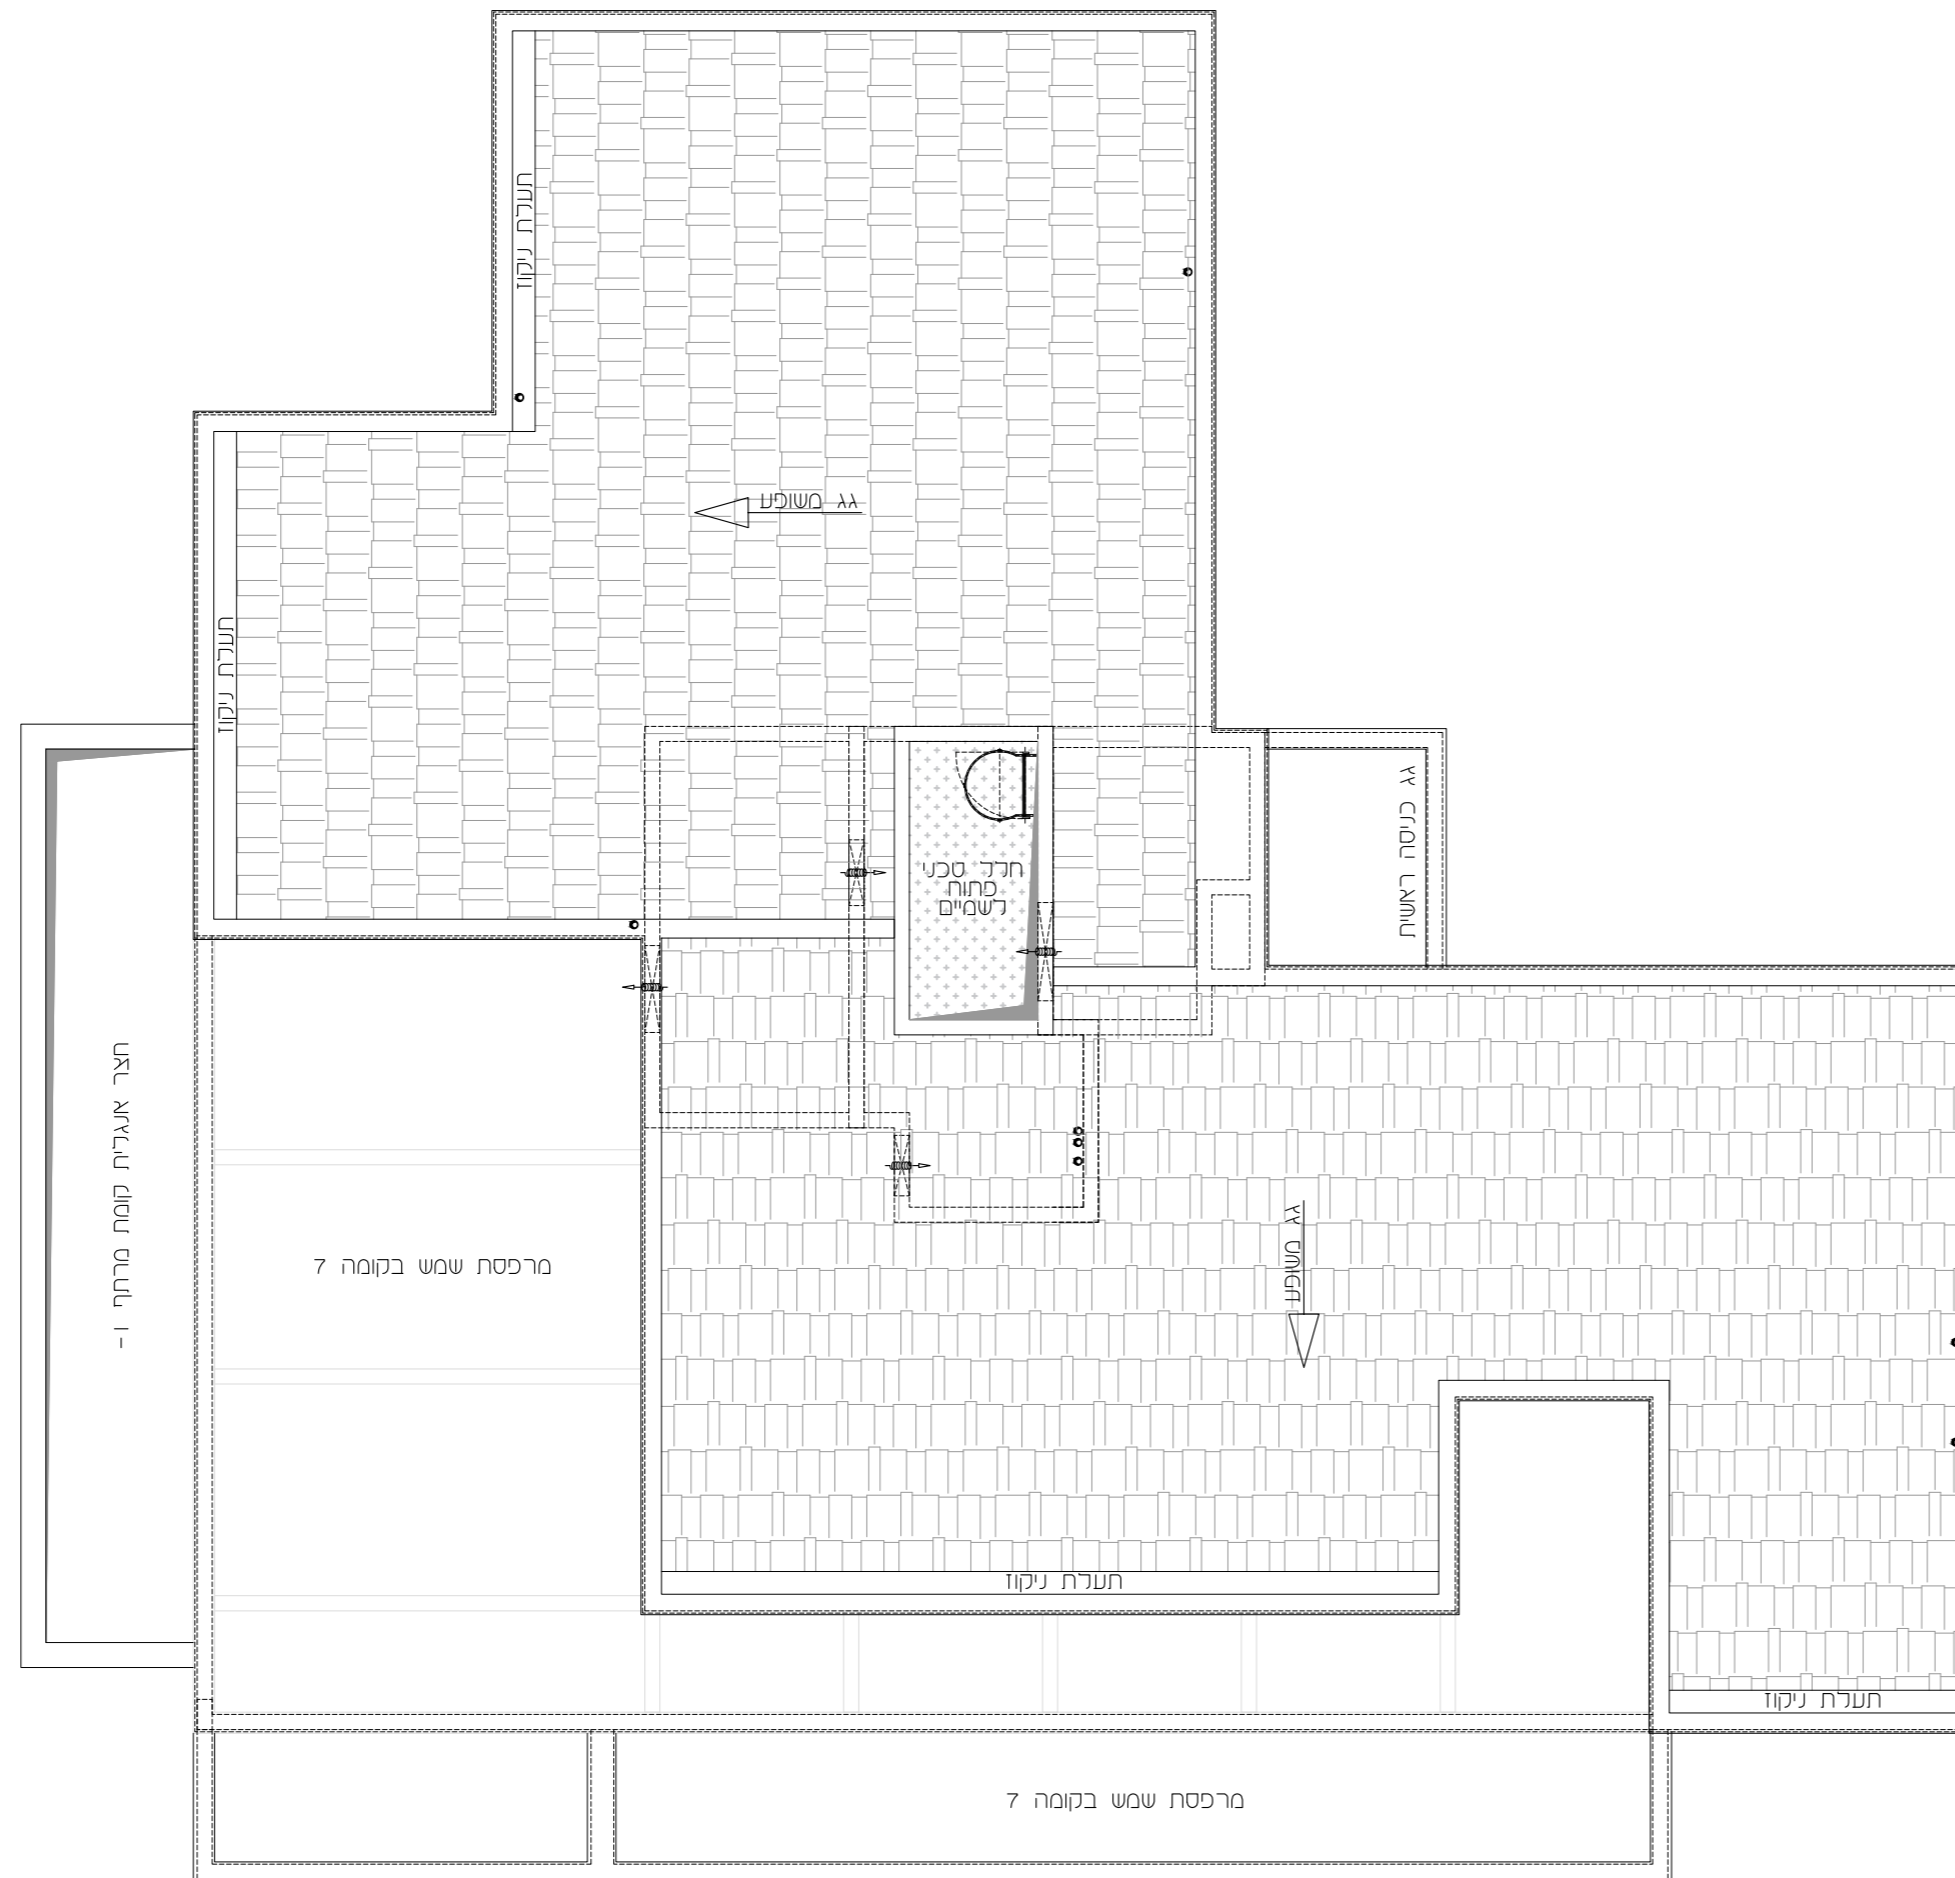 תעלת ניקוז
גג משופע
תעלת ניקוז
גג כניסה ראשית
חלל טכני
פתוח
לשמיים
חצר אנגלית קומת מרתף 1-
מרפסת שמש בקומה 7
גג משופע
תעלת ניקוז
תעלת ניקוז
מרפסת שמש בקומה 7